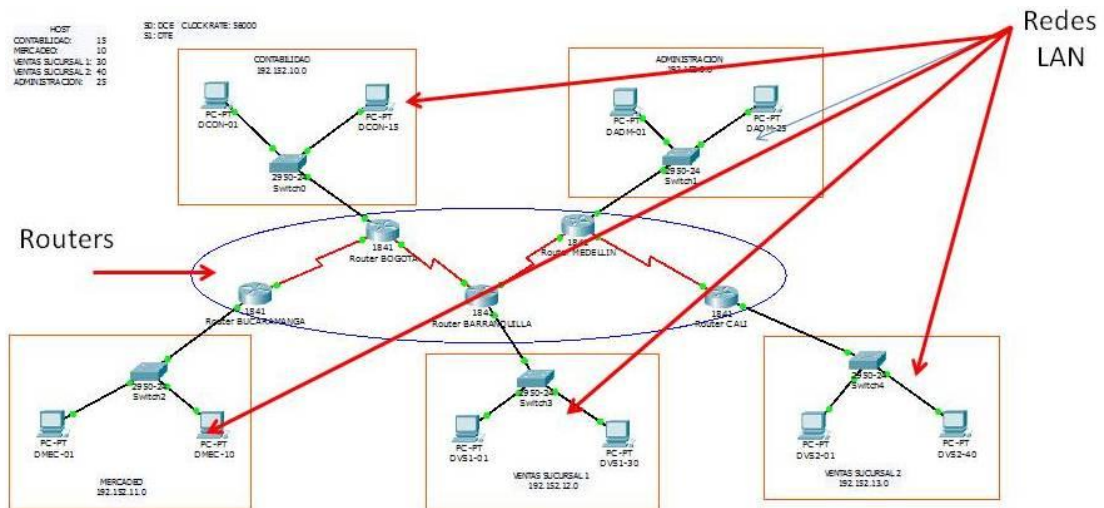 HOST
CONTABILIDAD: 15
MERCADEO: 10
VENTAS SUCURSAL 1: 30
VENTAS SUCURSAL 2: 40
ADMINISTRACION: 25
S0: DCE CLOCK RATE: 56000
S1: DTE
Redes
LAN
CONTABILIDAD
192.152.10.0
PC-PT
DCON-01
PC-PT
DCON-15
2950-24
Switch0
ADMINISTRACION
PC-PT
DADM-01
PC-PT
DADM-25
2950-24
Switch1
Routers
1841
Router BOGOTA
1841
Router MEDELLIN
1841
Router BUCARAMANGA
1841
Router BARRANQUILLA
1841
Router CALI
2950-24
Switch2
PC-PT
DMEC-01
PC-PT
DMEC-10
MERCADEO
192.152.11.0
2950-24
Switch3
PC-PT
DVS1-01
PC-PT
DVS1-30
VENTAS SUCURSAL 1
192.152.12.0
2950-24
Switch4
PC-PT
DVS2-01
PC-PT
DVS2-40
VENTAS SUCURSAL 2
192.152.13.0